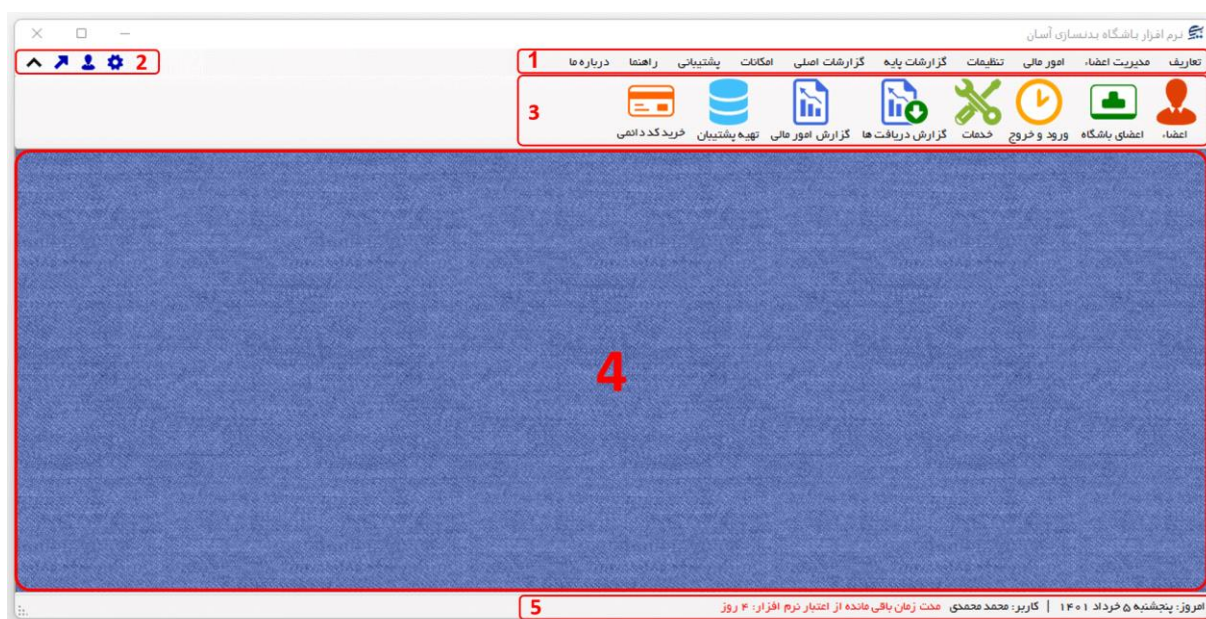 نرم افزار باشگاه بدنسازی آسان
تعاریف مدیریت اعضاء امور مالی تنظیمات گزارشات پایه گزارشات اصلی امکانات پشتیبانی راهنما درباره ما 1
2
اعضاء اعضای باشگاه ورود و خروج خدمات گزارش دریافت ها گزارش امور مالی تهیه پشتیبان خرید کد دائمی 3
4
امروز: پنجشنبه ۵ خرداد ۱۴۰۱ | کاربر: محمد محمدی مدت زمان باقی مانده از اعتبار نرم افزار: ۴ روز 5